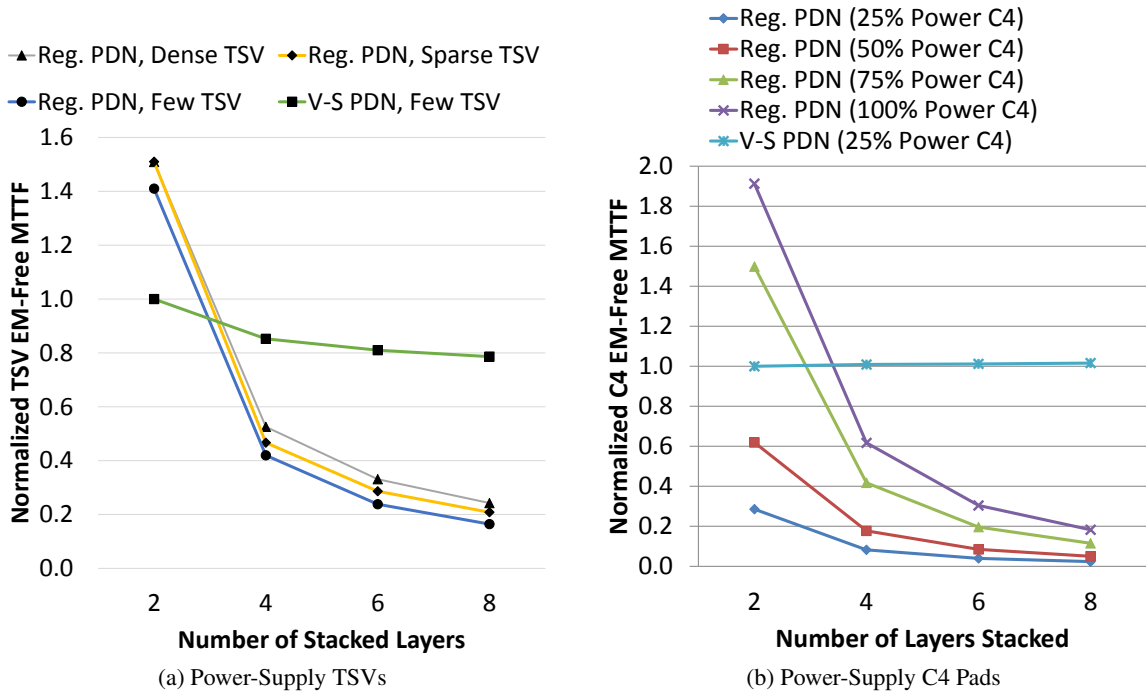 Reg. PDN, Dense TSV
Reg. PDN, Sparse TSV
Reg. PDN, Few TSV
V-S PDN, Few TSV
1.6
1.4
1.2
1.0
0.8
0.6
0.4
0.2
0.0
Normalized TSV EM-Free MTTF
2 4 6 8
Number of Stacked Layers
(a) Power-Supply TSVs
Reg. PDN (25% Power C4)
Reg. PDN (50% Power C4)
Reg. PDN (75% Power C4)
Reg. PDN (100% Power C4)
V-S PDN (25% Power C4)
2.0
1.8
1.6
1.4
1.2
1.0
0.8
0.6
0.4
0.2
0.0
Normalized C4 EM-Free MTTF
2 4 6 8
Number of Layers Stacked
(b) Power-Supply C4 Pads